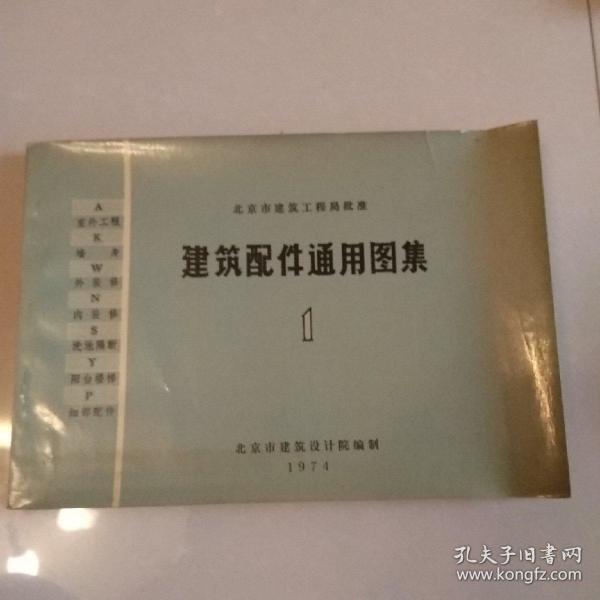 北京市建筑工程局批准
建筑配件通用图集
1
A
室外工程
K
墙身
W
外装修
N
内装修
S
洗池隔断
Y
阳台楼梯
P
细部配件
北京市建筑设计院编制
1974
孔夫子旧书网
www.kongfz.com